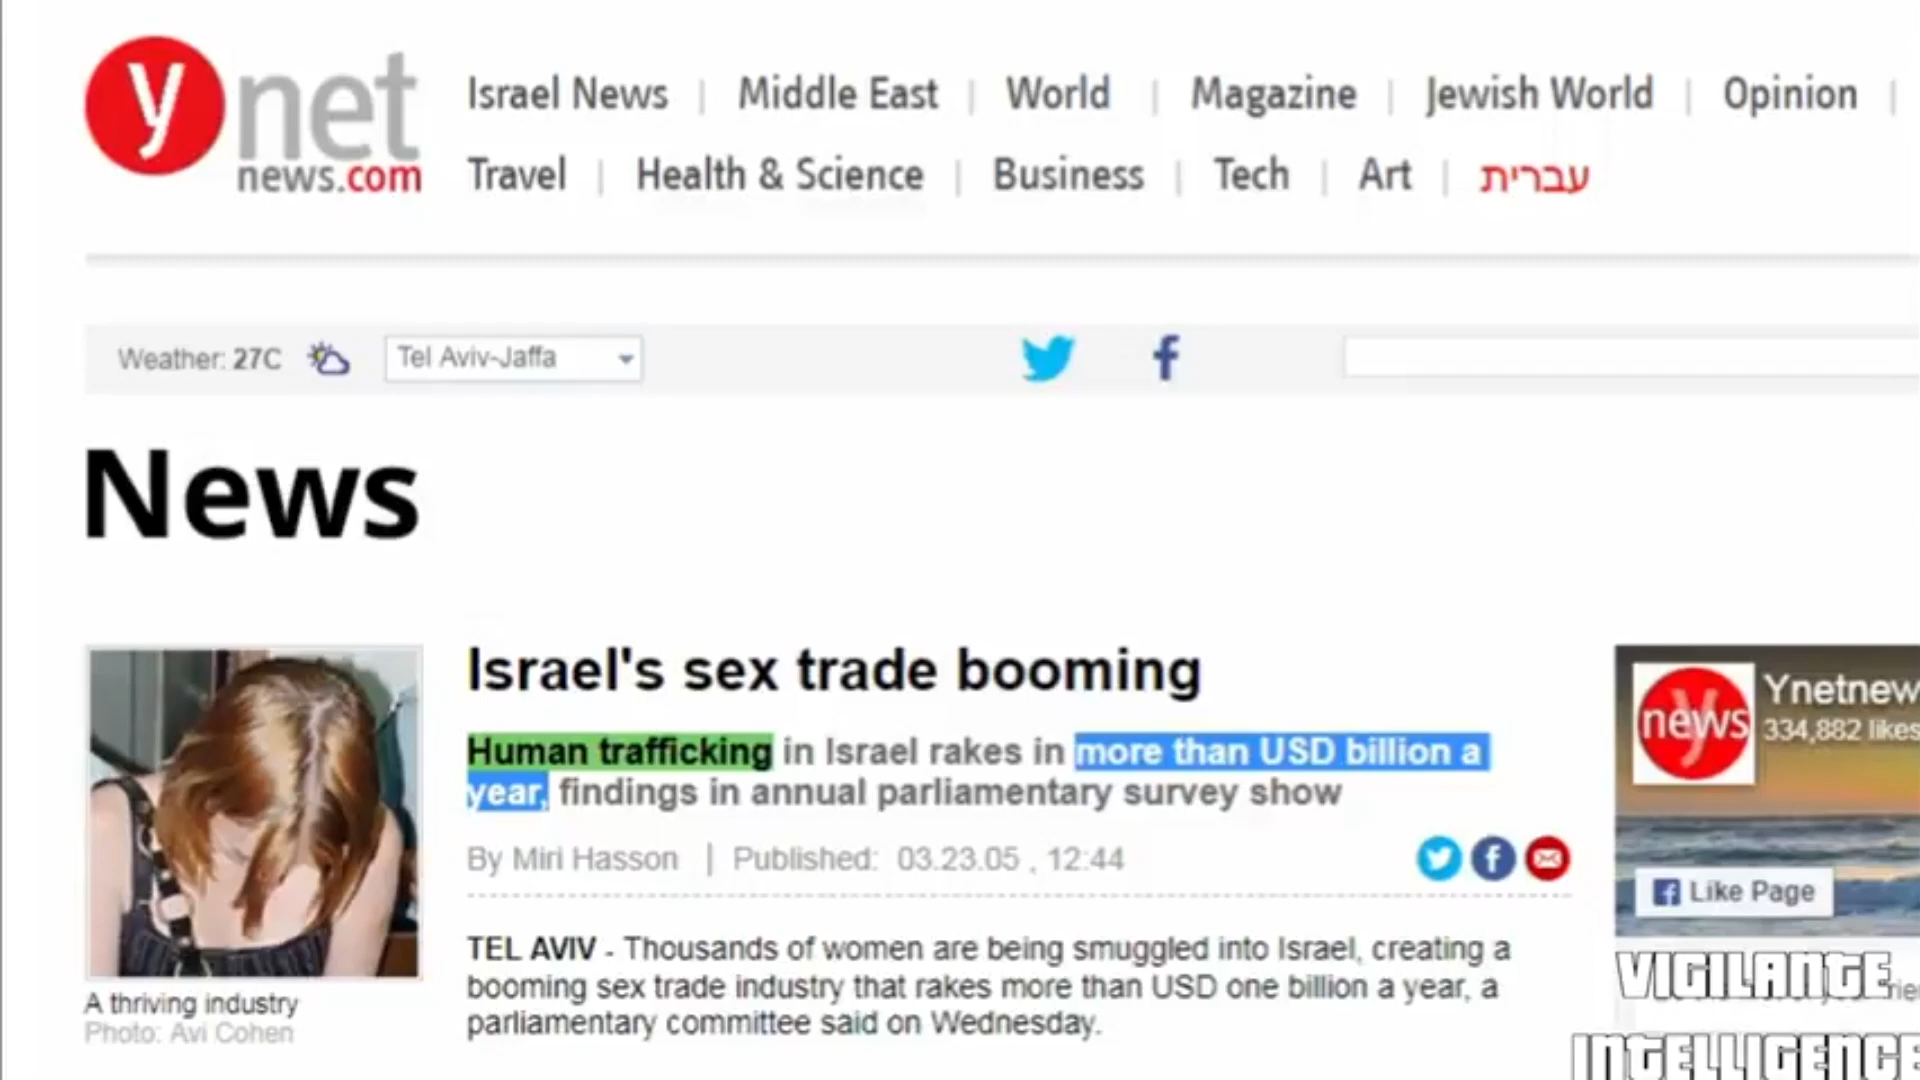 ynet
news.com
Israel News | Middle East | World | Magazine | Jewish World | Opinion |
Travel | Health & Science | Business | Tech | Art | עברית
Weather: 27C
Tel Aviv-Jaffa
News
Israel's sex trade booming
Human trafficking in Israel rakes in more than USD billion a
year, findings in annual parliamentary survey show
By Miri Hasson | Published: 03.23.05 , 12:44
TEL AVIV - Thousands of women are being smuggled into Israel, creating a
booming sex trade industry that rakes more than USD one billion a year, a
parliamentary committee said on Wednesday.
A thriving industry
Photo: Avi Cohen
y news
Ynetnew
334,882 likes
Like Page
VIGILANTE
INTELLIGENCE